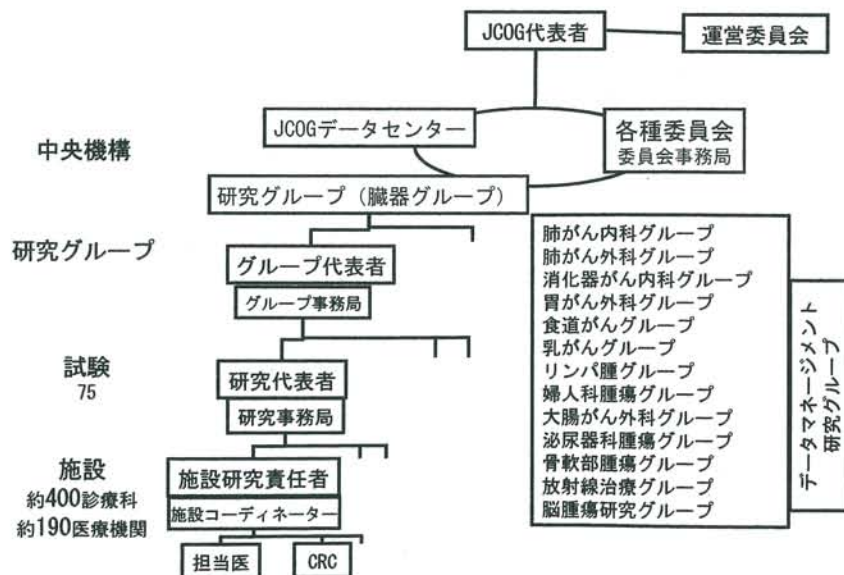 JCOG代表者
運営委員会
中央機構
JCOGデータセンター
各種委員会
委員会事務局
研究グループ（臓器グループ）
研究グループ
グループ代表者
グループ事務局
試験
75
研究代表者
研究事務局
施設
約400診療科
約190医療機関
施設研究責任者
施設コーディネーター
担当医
CRC
肺がん内科グループ
肺がん外科グループ
消化器がん内科グループ
胃がん外科グループ
食道がんグループ
乳がんグループ
リンパ腫グループ
婦人科腫瘍グループ
大腸がん外科グループ
泌尿器科腫瘍グループ
骨軟部腫瘍グループ
放射線治療グループ
脳腫瘍研究グループ
データマネージメント
研究グループ